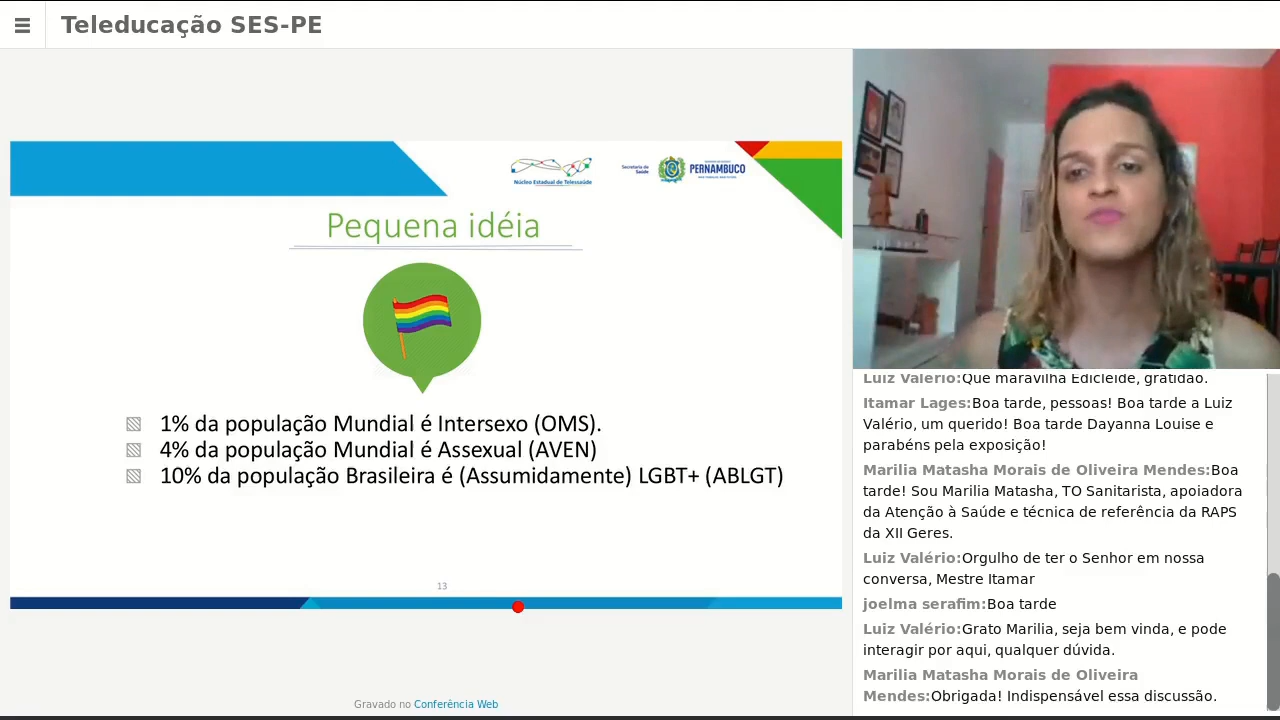 Teleducação SES-PE
Núcleo Estadual de Telessaúde
Secretaria de
Saúde
PERNAMBUCO
Pequena idéia
1% da população Mundial é Intersexo (OMS).
4% da população Mundial é Assexual (AVEN)
10% da população Brasileira é (Assumidamente) LGBT+ (ABLGT)
13
Gravado no Conferência Web
Luiz Valério:Que maravilha Edicleide, gratidão.
Itamar Lages:Boa tarde, pessoas! Boa tarde a Luiz
Valério, um querido! Boa tarde Dayanna Louise e
parabéns pela exposição!
Marilia Matasha Morais de Oliveira Mendes:Boa
tarde! Sou Marilia Matasha, TO Sanitarista, apoiadora
da Atenção à Saúde e técnica de referência da RAPS
da XII Geres.
Luiz Valério:Orgulho de ter o Senhor em nossa
conversa, Mestre Itamar
joelma serafim:Boa tarde
Luiz Valério:Grato Marilia, seja bem vinda, e pode
interagir por aqui, qualquer dúvida.
Marilia Matasha Morais de Oliveira
Mendes:Obrigada! Indispensável essa discussão.